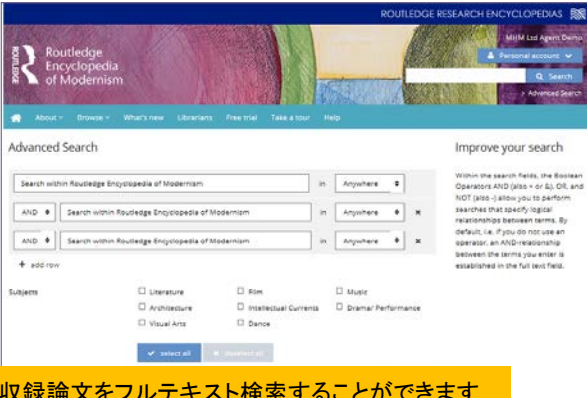 ROUTLEDGE RESEARCH ENCYCLOPEDIAS
MHM Ltd Agent Demo
ROUTLEDGE
Routledge
Encyclopedia
of Modernism
Personal account
Search
> Advanced Search
About Browse What's new Librarians Free trial Take a tour Help
Advanced Search
Improve your search
Search within Routledge Encyclopedia of Modernism in Anywhere
AND Search within Routledge Encyclopedia of Modernism in Anywhere ×
AND Search within Routledge Encyclopedia of Modernism in Anywhere ×
+ add row
Within the search fields, the Boolean
Operators AND (also + or &), OR, and
NOT (also -) allow you to perform
searches that specify logical
relationships between terms. By
default, i.e. if you do not use an
operator, an AND-relationship
between the terms you enter is
established in the full text field.
Subjects
Literature Film Music
Architecture Intellectual Currents Drama/ Performance
Visual Arts Dance
select all deselect all
収録論文をフルテキスト検索することができます